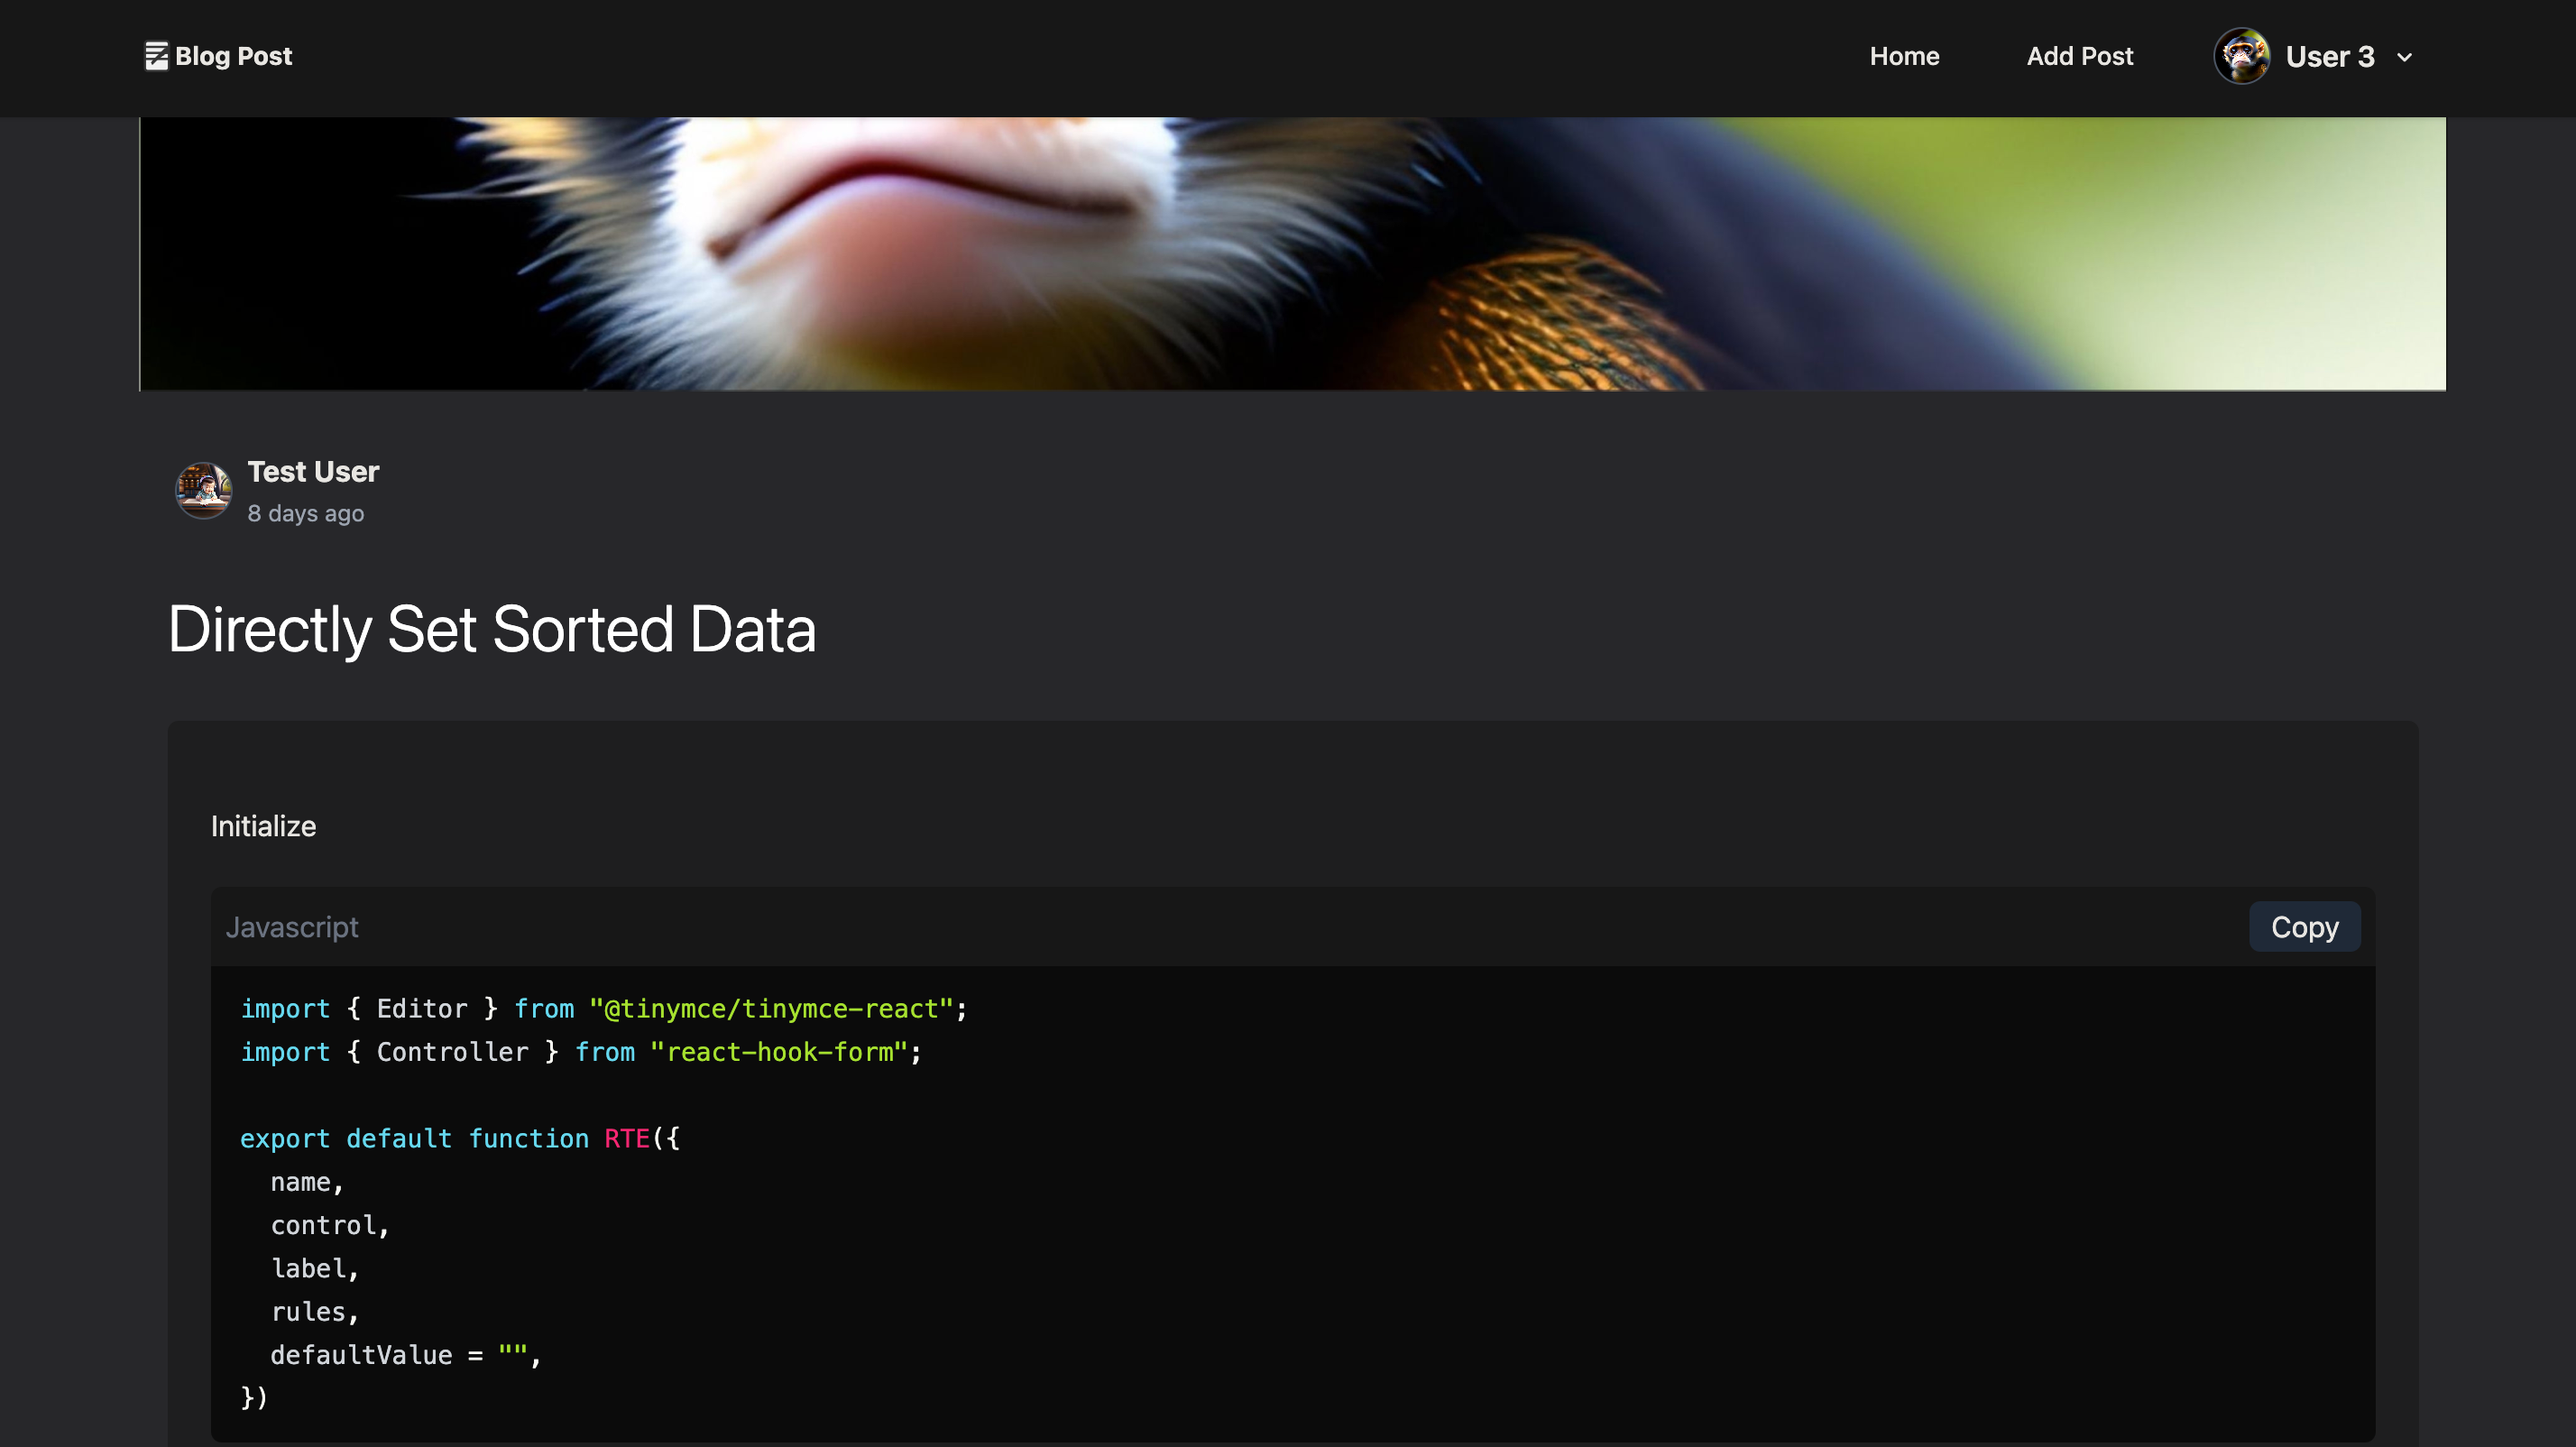 Blog Post
Home
Add Post
User 3
Test User
8 days ago
Directly Set Sorted Data
Initialize
Javascript
Copy
import { Editor } from "@tinymce/tinymce-react";
import { Controller } from "react-hook-form";
export default function RTE({
  name,
  control,
  label,
  rules,
  defaultValue = "",
})